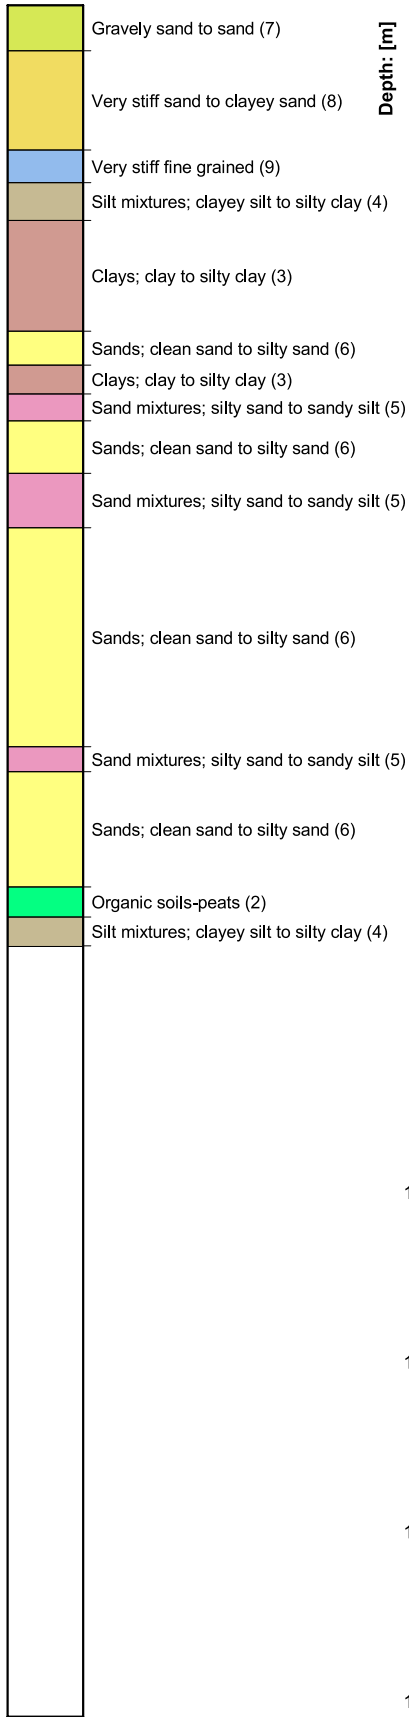 Gravely sand to sand (7)
Depth: [m]
Very stiff sand to clayey sand (8)
Very stiff fine grained (9)
Silt mixtures; clayey silt to silty clay (4)
Clays; clay to silty clay (3)
Sands; clean sand to silty sand (6)
Clays; clay to silty clay (3)
Sand mixtures; silty sand to sandy silt (5)
Sands; clean sand to silty sand (6)
Sand mixtures; silty sand to sandy silt (5)
Sands; clean sand to silty sand (6)
Sand mixtures; silty sand to sandy silt (5)
Sands; clean sand to silty sand (6)
Organic soils-peats (2)
Silt mixtures; clayey silt to silty clay (4)